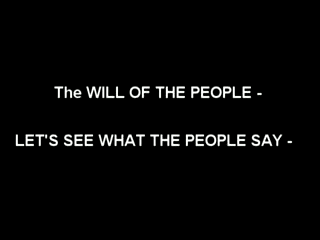 The WILL OF THE PEOPLE -
LET'S SEE WHAT THE PEOPLE SAY -